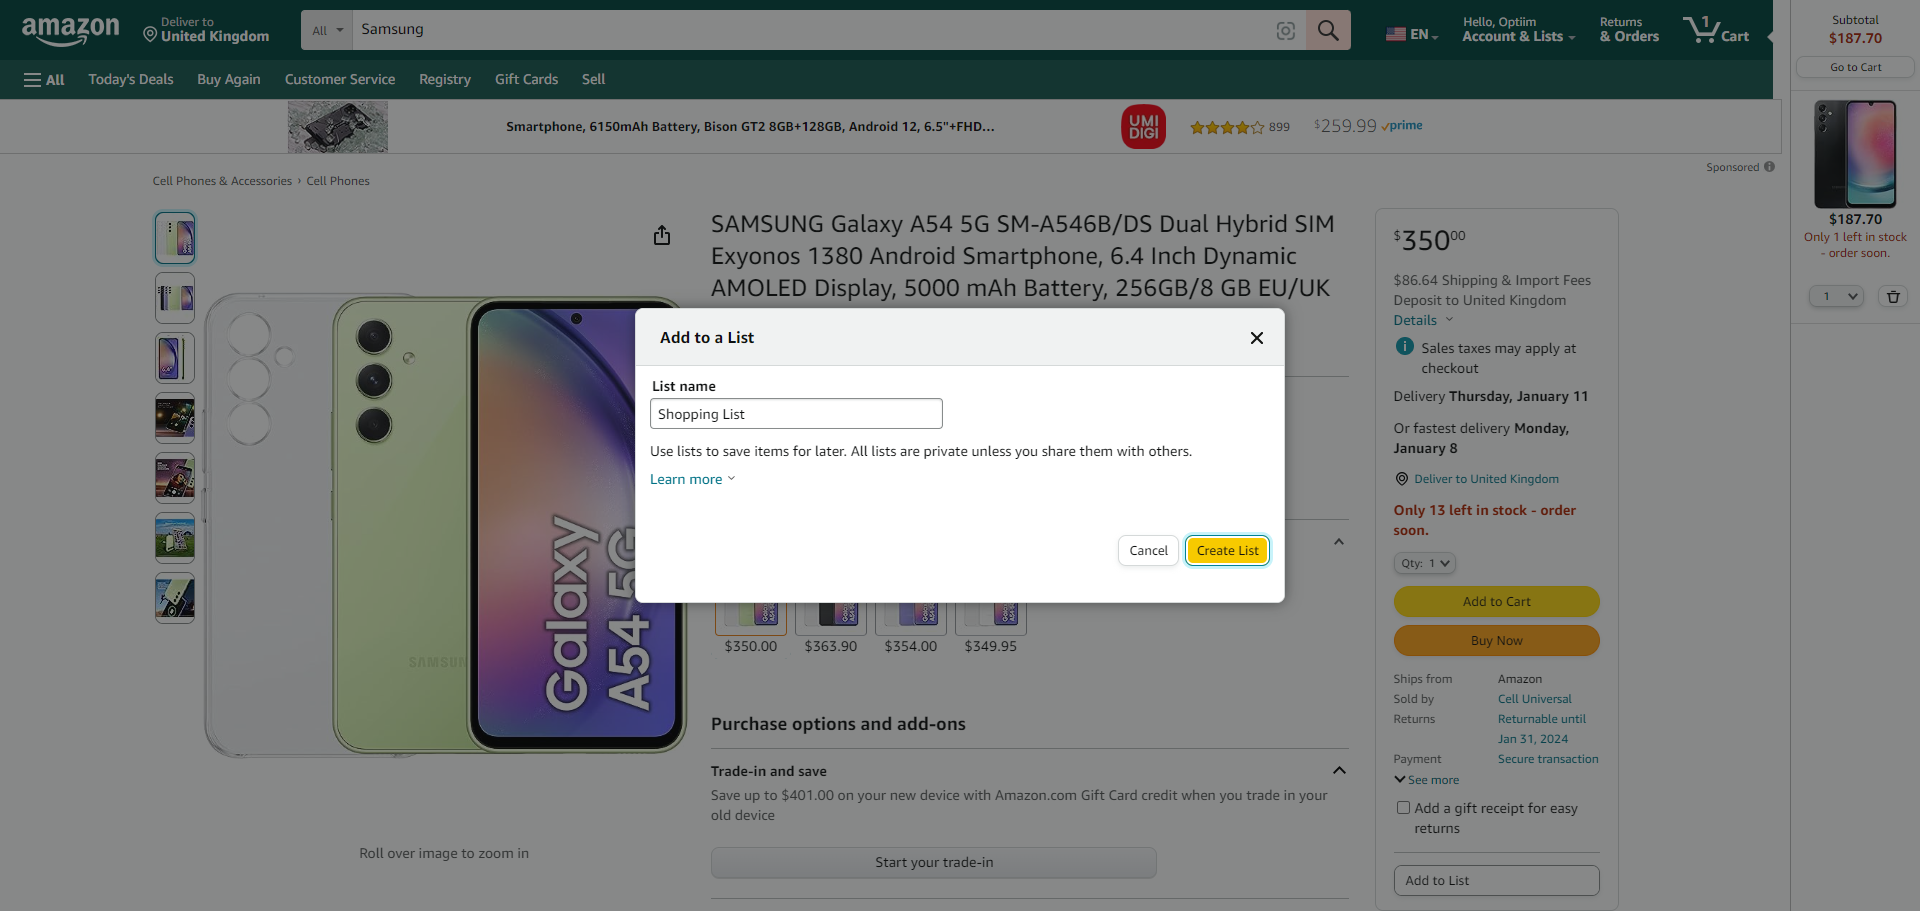 amazon
Deliver to
United Kingdom
All
Samsung
EN
Hello, Optiim
Account & Lists
Returns
& Orders
1
Cart
All
Today's Deals
Buy Again
Customer Service
Registry
Gift Cards
Sell
Subtotal
$187.70
Go to Cart
$187.70
Only 1 left in stock
- order soon.
1
Smartphone, 6150mAh Battery, Bison GT2 8GB+128GB, Android 12, 6.5"+FHD...
UMI
DIGI
899
$259.99
prime
Sponsored
Cell Phones & Accessories › Cell Phones
SAMSUNG Galaxy A54 5G SM-A546B/DS Dual Hybrid SIM
Exyonos 1380 Android Smartphone, 6.4 Inch Dynamic
AMOLED Display, 5000 mAh Battery, 256GB/8 GB EU/UK
Galaxy
A54 5G
SAMSUN
Roll over image to zoom in
Add to a List
List name
Shopping List
Use lists to save items for later. All lists are private unless you share them with others.
Learn more
Cancel
Create List
$350.00
$363.90
$354.00
$349.95
Purchase options and add-ons
Trade-in and save
Save up to $401.00 on your new device with Amazon.com Gift Card credit when you trade in your
old device
Start your trade-in
$35000
$86.64 Shipping & Import Fees
Deposit to United Kingdom
Details
Sales taxes may apply at
checkout
Delivery Thursday, January 11
Or fastest delivery Monday,
January 8
Deliver to United Kingdom
Only 13 left in stock - order
soon.
Qty: 1
Add to Cart
Buy Now
Ships from Amazon
Sold by Cell Universal
Returns Returnable until
Jan 31, 2024
Payment Secure transaction
See more
Add a gift receipt for easy
returns
Add to List